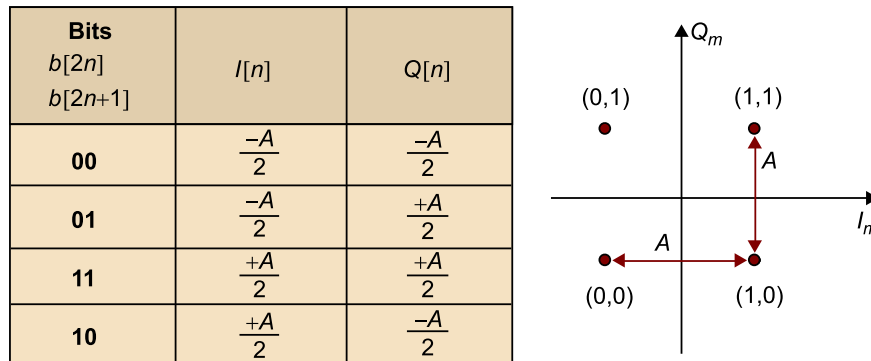 Bits
b[2n]
b[2n+1]
I[n]
Q[n]
00
−A/2
−A/2
01
−A/2
+A/2
11
+A/2
+A/2
10
+A/2
−A/2
Qm
(0,1)
(1,1)
A
In
A
(0,0)
(1,0)